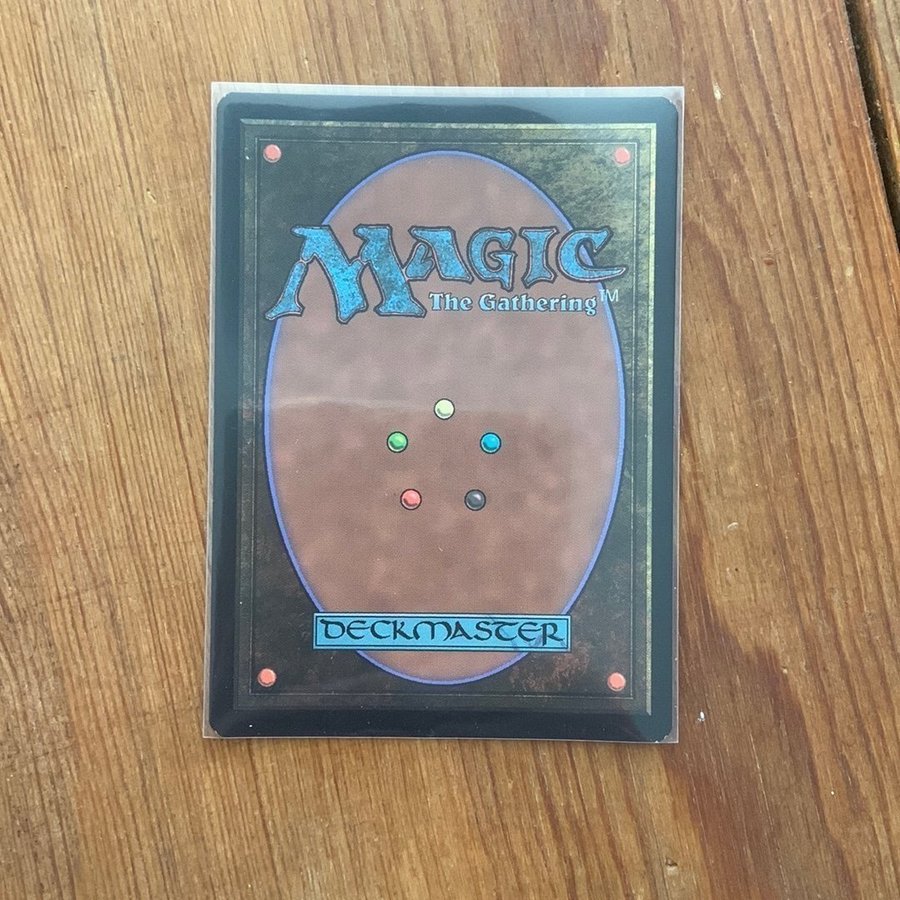 MAGIC
The Gathering™
DECKMASTER